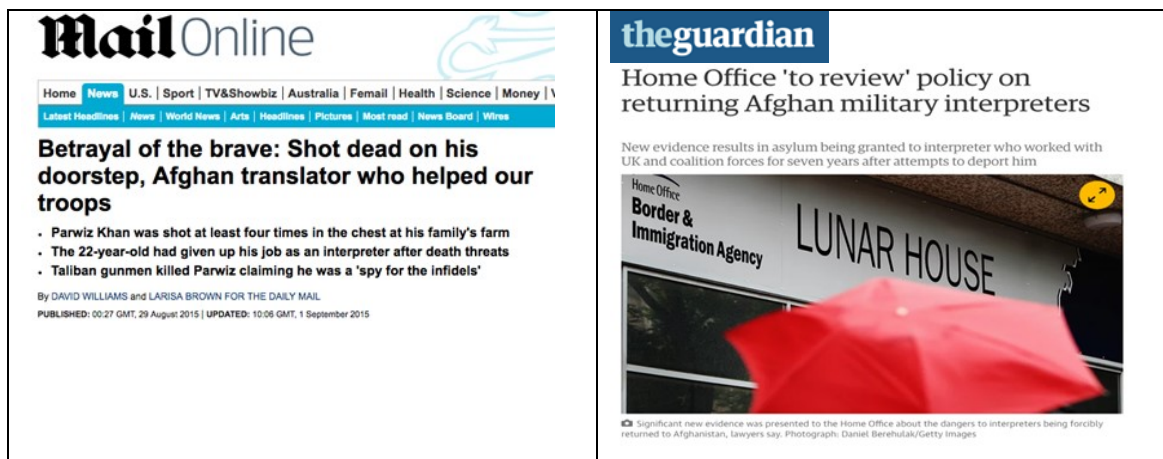 Mail Online
Home News U.S. | Sport | TV&Showbiz | Australia | Femail | Health | Science | Money |
Latest Headlines | News | World News | Arts | Headlines | Pictures | Most read | News Board | Wires
Betrayal of the brave: Shot dead on his
doorstep, Afghan translator who helped our
troops
• Parwiz Khan was shot at least four times in the chest at his family's farm
• The 22-year-old had given up his job as an interpreter after death threats
• Taliban gunmen killed Parwiz claiming he was a 'spy for the infidels'
By DAVID WILLIAMS and LARISA BROWN FOR THE DAILY MAIL
PUBLISHED: 00:27 GMT, 29 August 2015 | UPDATED: 10:06 GMT, 1 September 2015
theguardian
Home Office 'to review' policy on
returning Afghan military interpreters
New evidence results in asylum being granted to interpreter who worked with
UK and coalition forces for seven years after attempts to deport him
Home Office
Border &
Immigration Agency
LUNAR HOUSE
Significant new evidence was presented to the Home Office about the dangers to interpreters being forcibly
returned to Afghanistan, lawyers say. Photograph: Daniel Berehulak/Getty Images